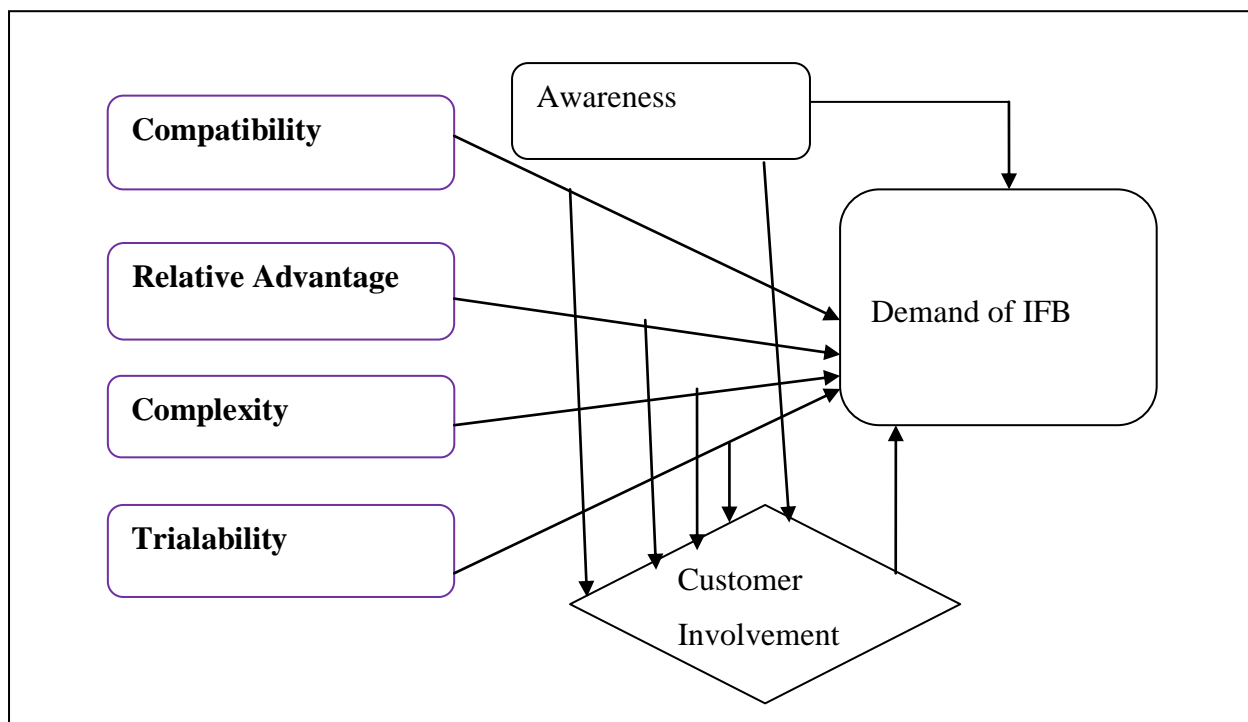 Awareness
Compatibility
Relative Advantage
Demand of IFB
Complexity
Trialability
Customer
Involvement